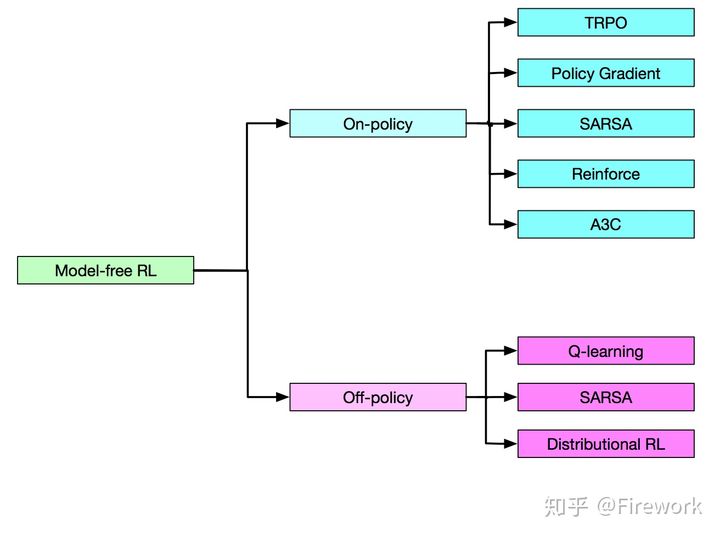 TRPO
Policy Gradient
On-policy
SARSA
Reinforce
A3C
Model-free RL
Q-learning
Off-policy
SARSA
Distributional RL
知乎 @Firework